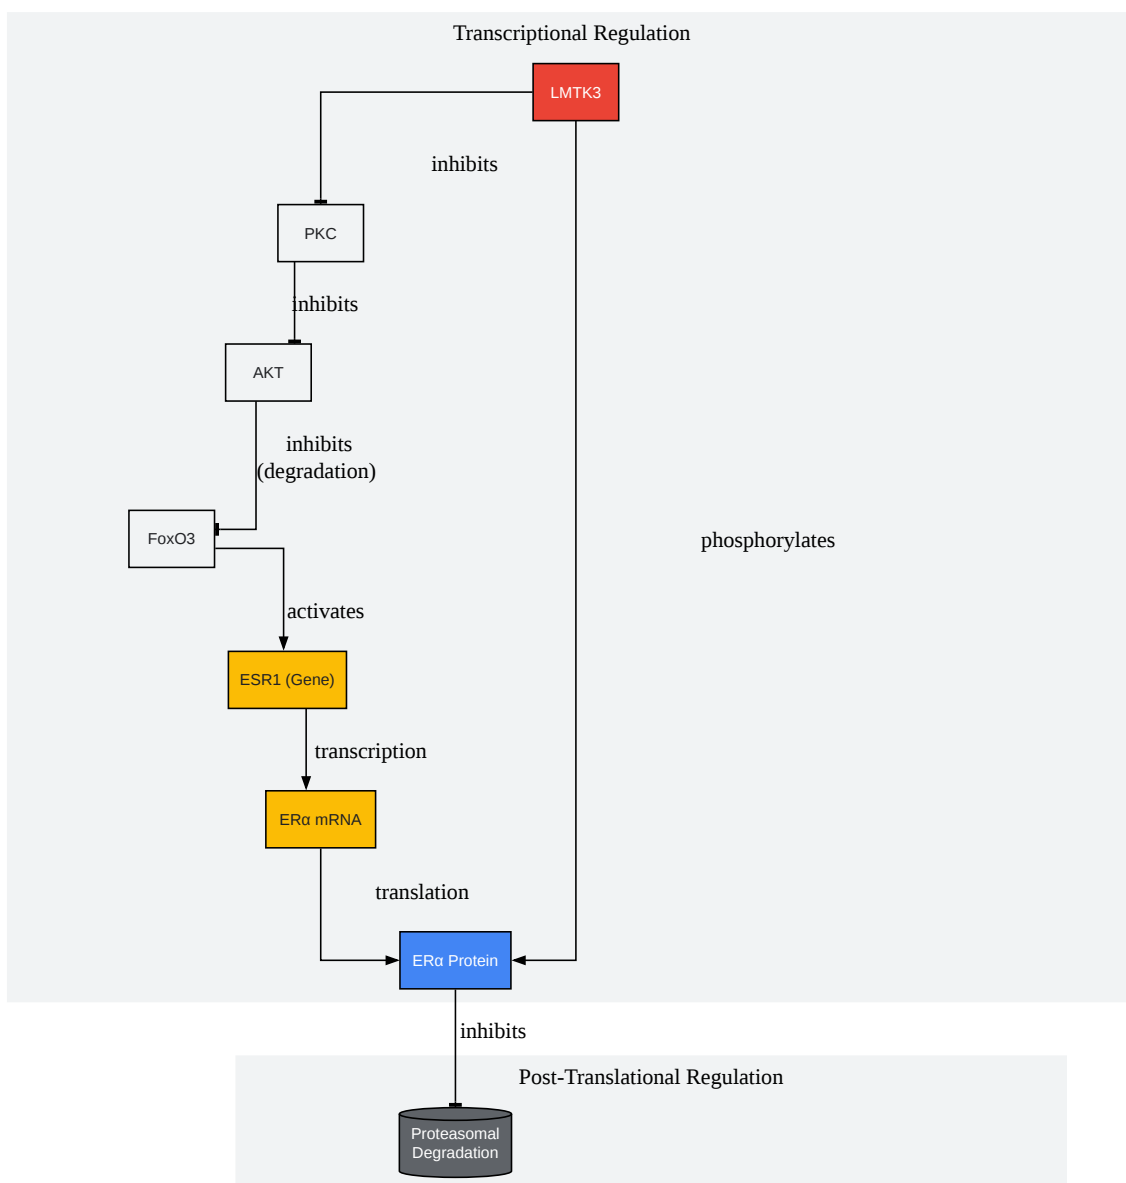 Transcriptional Regulation
LMTK3
inhibits
PKC
inhibits
AKT
inhibits
(degradation)
FoxO3
phosphorylates
activates
ESR1 (Gene)
transcription
ERα mRNA
translation
ERα Protein
inhibits
Post-Translational Regulation
Proteasomal
Degradation